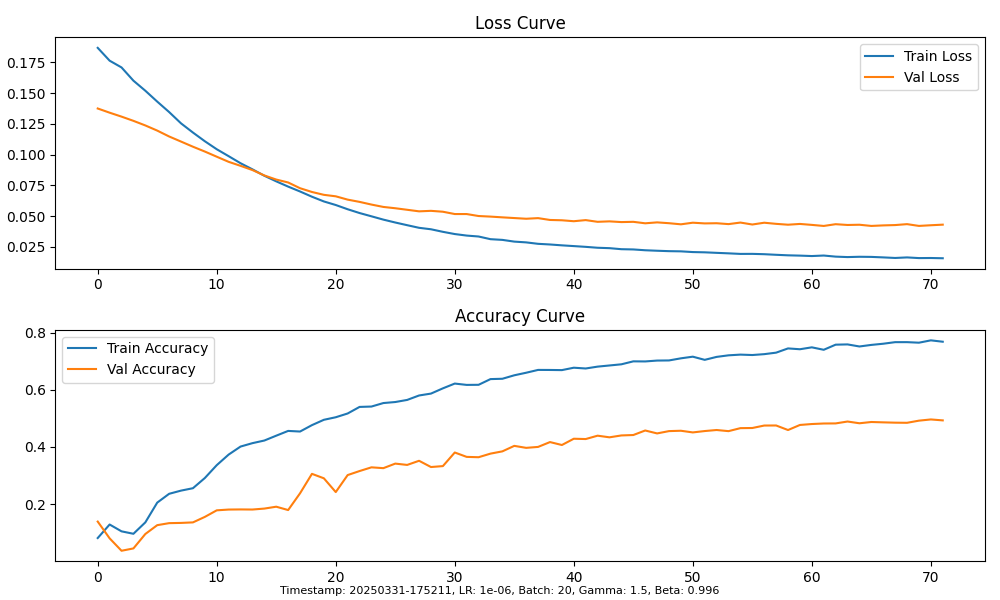 Loss Curve
0.175
0.150
0.125
0.100
0.075
0.050
0.025
Train Loss
Val Loss
0 10 20 30 40 50 60 70
Accuracy Curve
0.8
0.6
0.4
0.2
Train Accuracy
Val Accuracy
0 10 20 30 40 50 60 70
Timestamp: 20250331-175211, LR: 1e-06, Batch: 20, Gamma: 1.5, Beta: 0.996